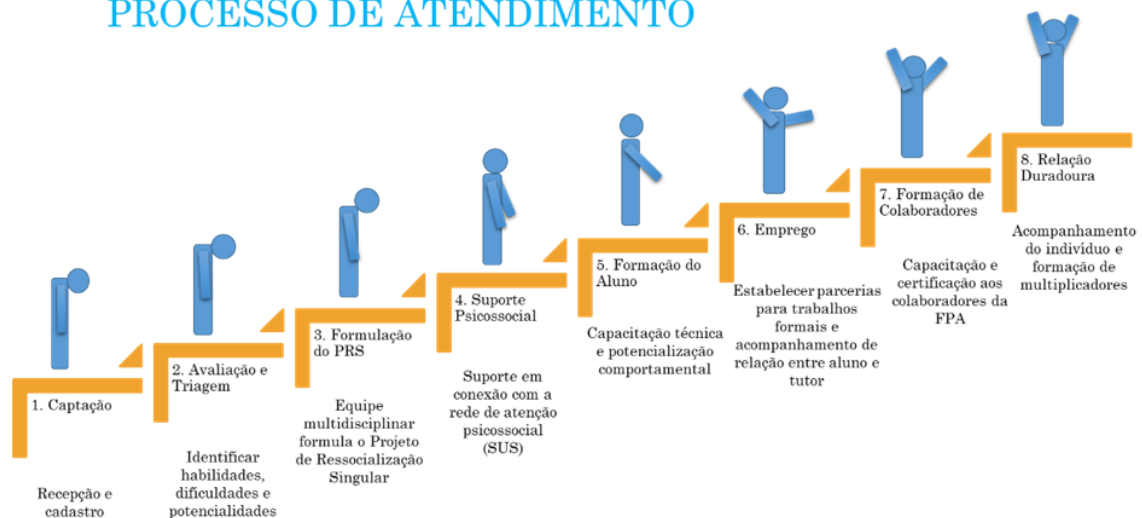 PROCESSO DE ATENDIMENTO
1. Captação
Recepção e
cadastro
2. Avaliação e
Triagem
Identificar
habilidades,
dificuldades e
potencialidades
3. Formulação
do PRS
Equipe
multidisciplinar
formula o Projeto
de Ressocialização
Singular
4. Suporte
Psicossocial
Suporte em
conexão com a
rede de atenção
psicossocial
(SUS)
5. Formação do
Aluno
Capacitação técnica
e potencialização
comportamental
6. Emprego
Estabelecer parcerias
para trabalhos
formais e
acompanhamento de
relação entre aluno e
tutor
7. Formação de
Colaboradores
Capacitação e
certificação aos
colaboradores da
FPA
8. Relação
Duradoura
Acompanhamento
do indivíduo e
formação de
multiplicadores